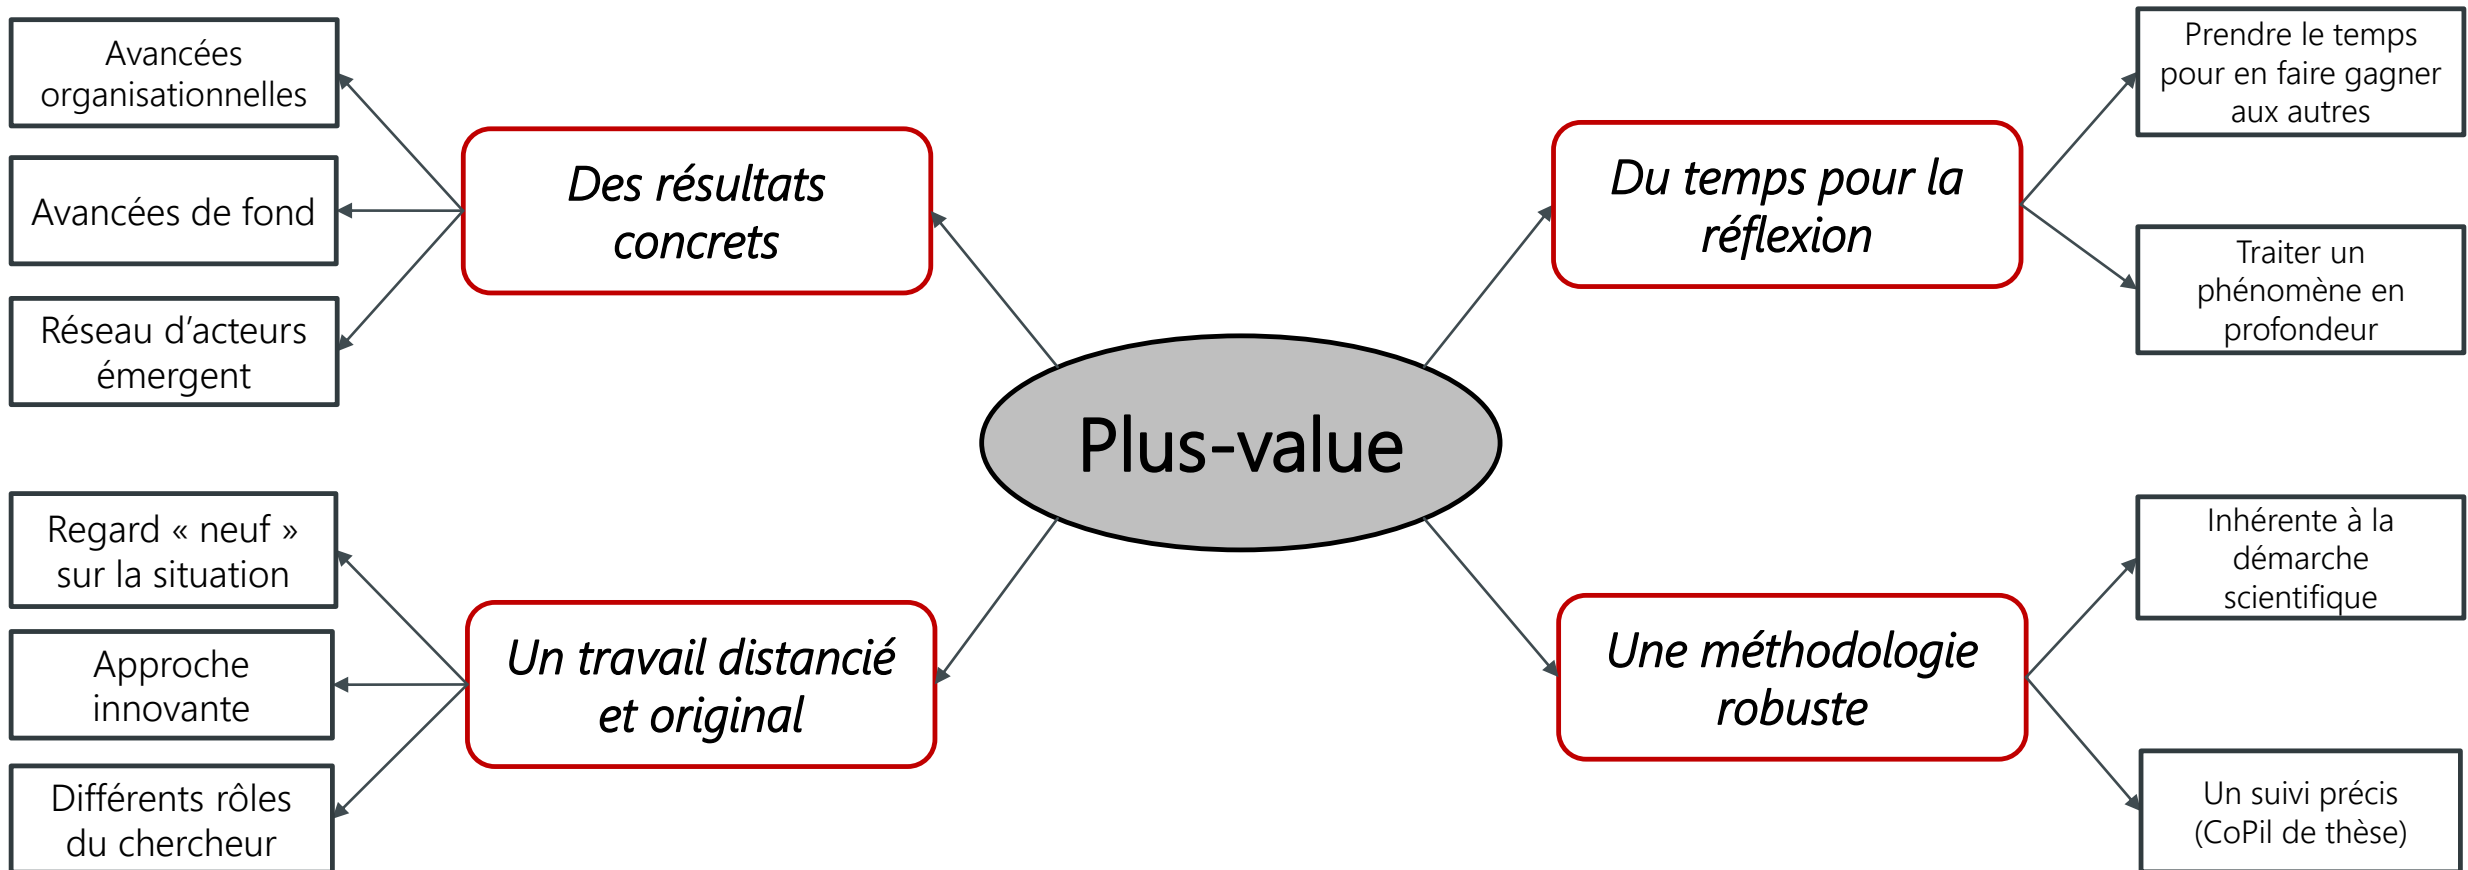 Avancées
organisationnelles
Avancées de fond
Réseau d’acteurs
émergent
Des résultats
concrets
Du temps pour la
réflexion
Prendre le temps
pour en faire gagner
aux autres
Traiter un
phénomène en
profondeur
Plus-value
Regard « neuf »
sur la situation
Approche
innovante
Différents rôles
du chercheur
Un travail distancié
et original
Une méthodologie
robuste
Inhérente à la
démarche
scientifique
Un suivi précis
(CoPil de thèse)